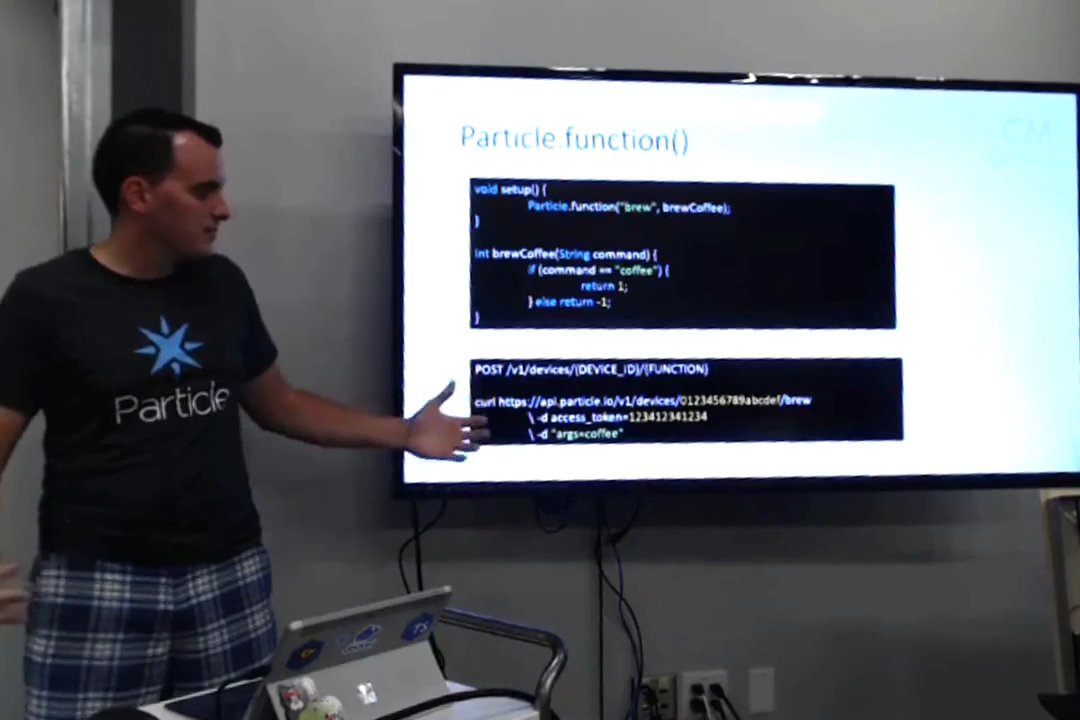 Particle
Particle.function()
CM
void setup() {
Particle.function("brew", brewCoffee);
}
int brewCoffee(String command) {
if (command == "coffee") {
return 1;
} else return -1;
}
POST /v1/devices/{DEVICE_ID}/{FUNCTION}
curl https://api.particle.io/v1/devices/0123456789abcdef/brew
\ -d access_token=123412341234
\ -d "args=coffee"
TS